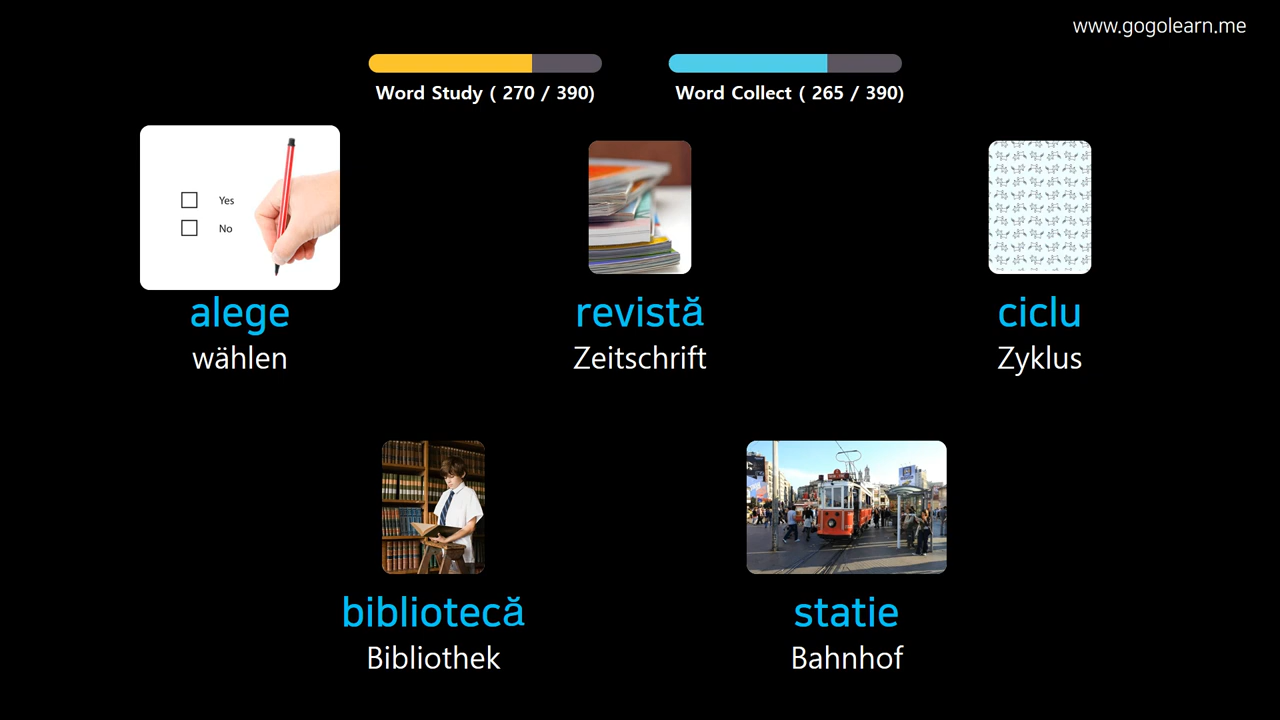 www.gogolearn.me
Word Study ( 270 / 390)
Word Collect ( 265 / 390)
Yes
No
alege
wählen
revistă
Zeitschrift
ciclu
Zyklus
bibliotecă
Bibliothek
statie
Bahnhof